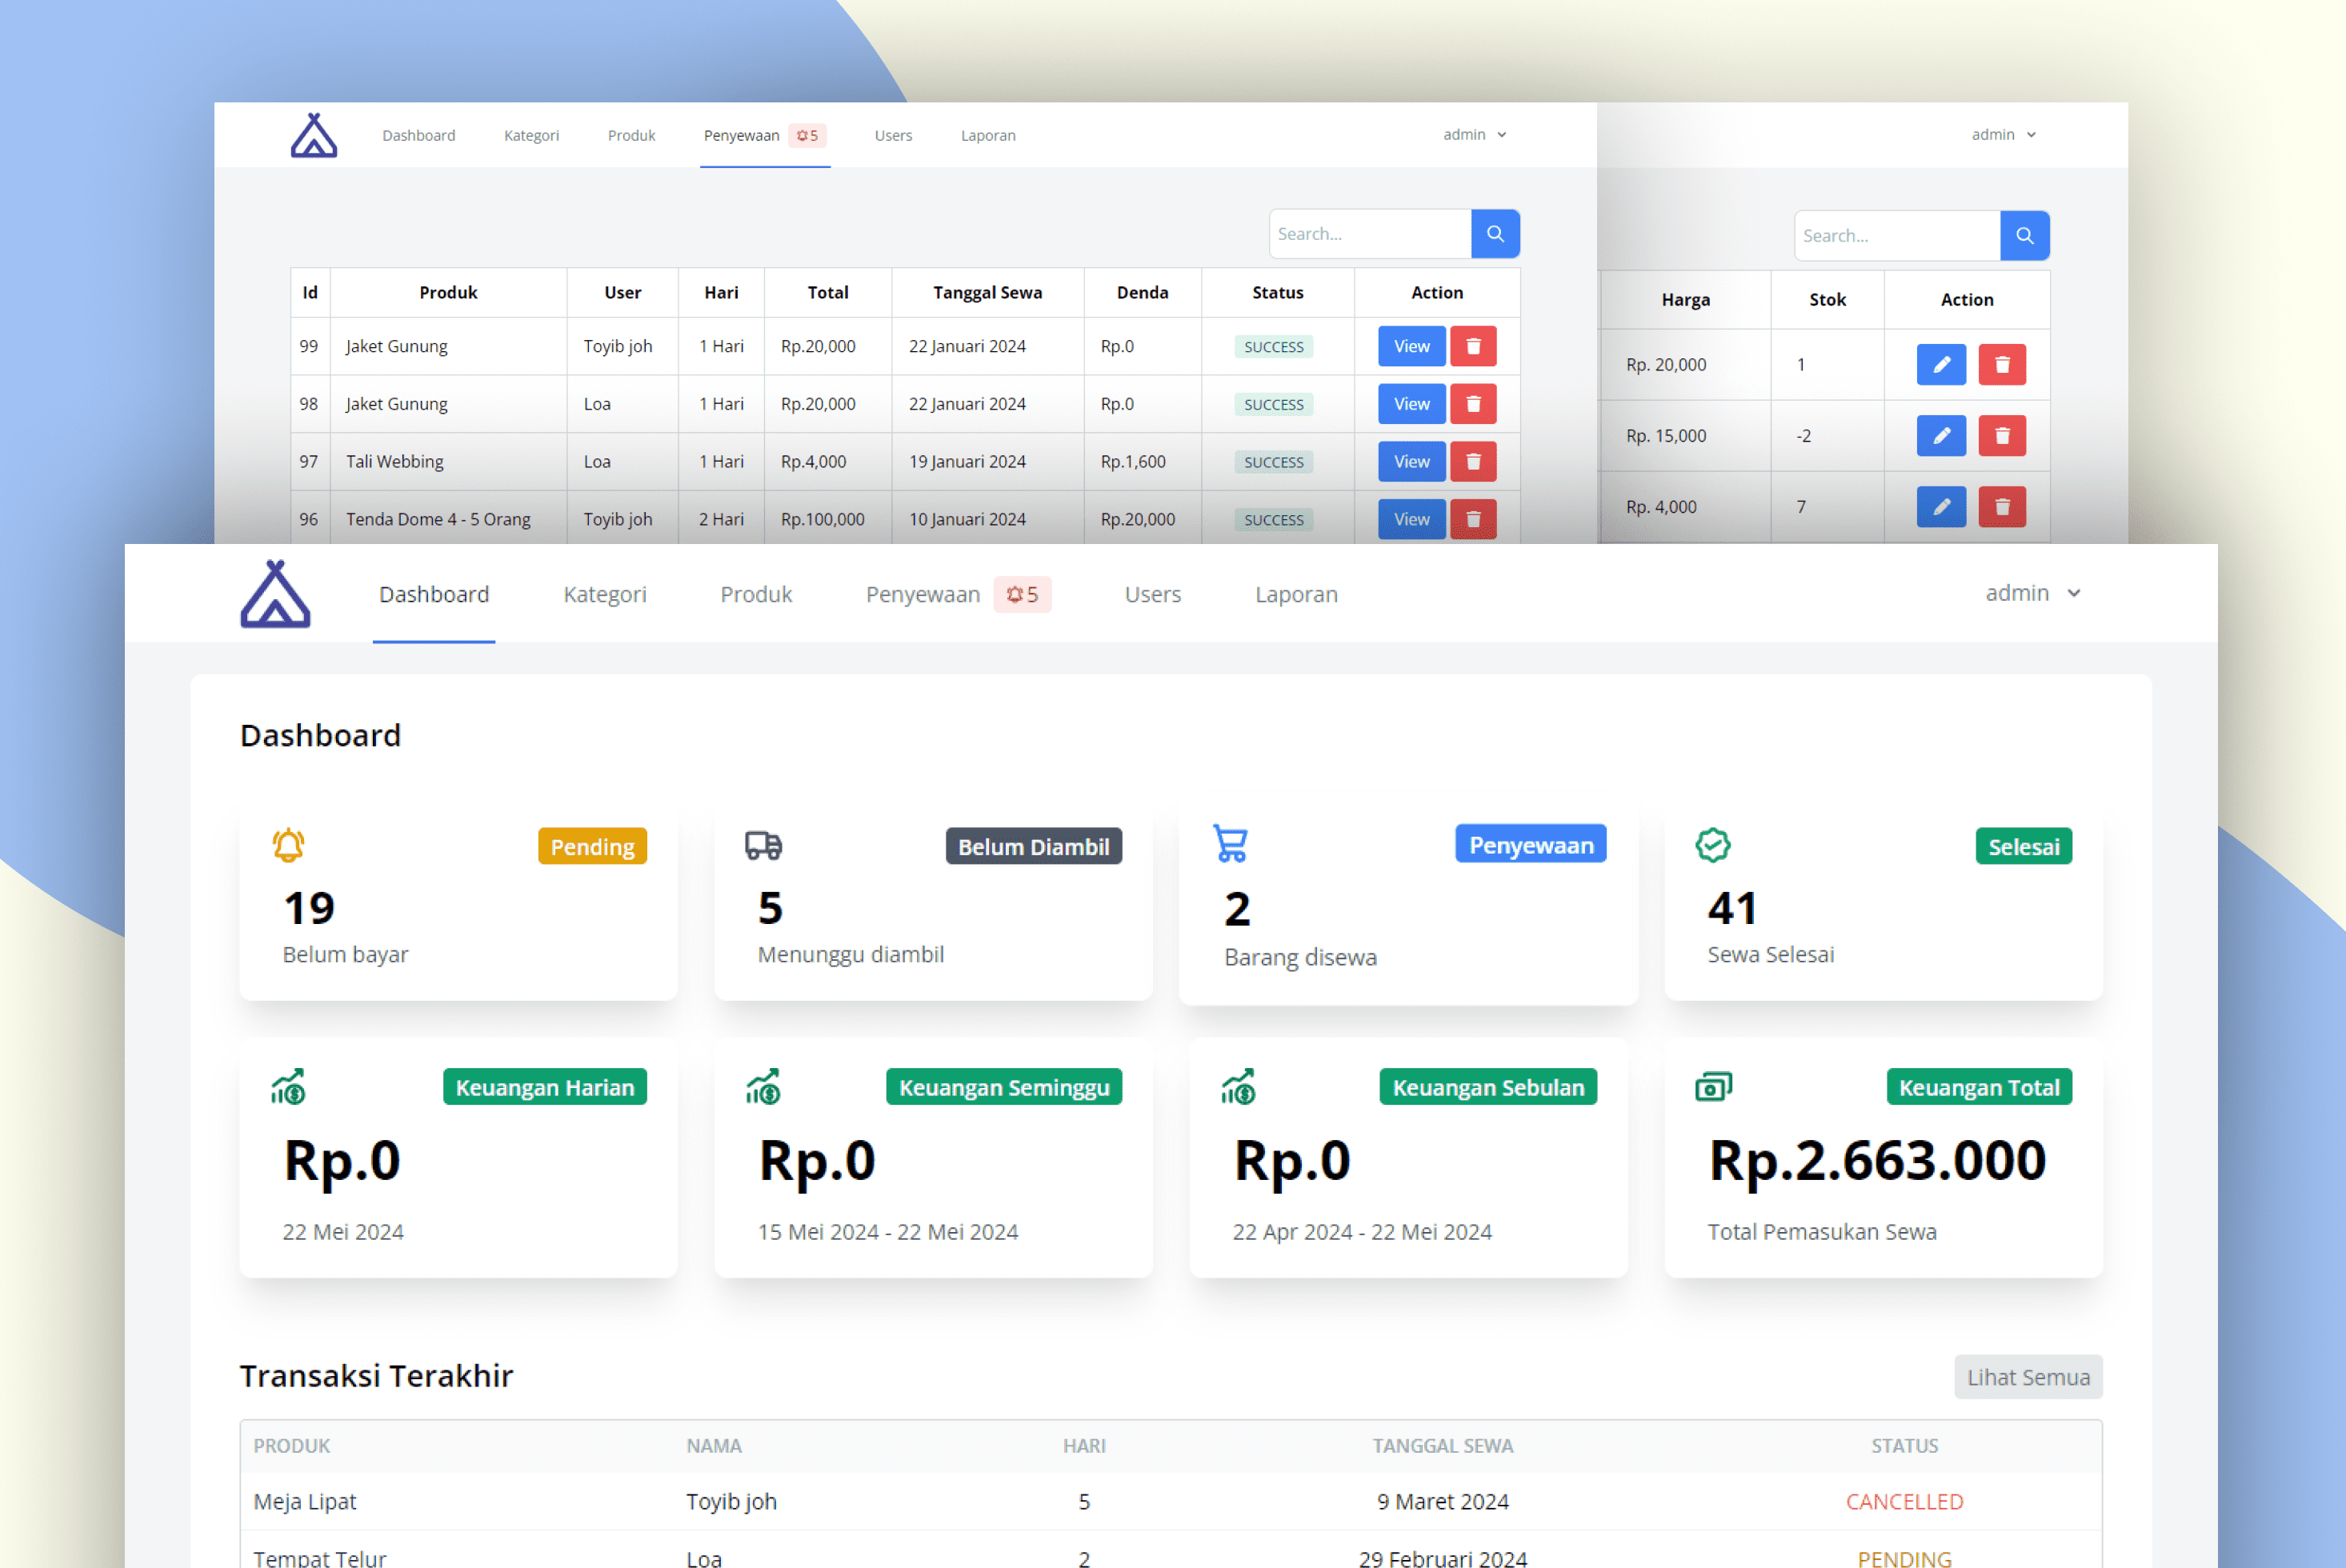 Dashboard Kategori Produk Penyewaan 5 Users Laporan admin
Search...
Id Produk User Hari Total Tanggal Sewa Denda Status Action
99 Jaket Gunung Toyib joh 1 Hari Rp.20,000 22 Januari 2024 Rp.0 SUCCESS View
98 Jaket Gunung Loa 1 Hari Rp.20,000 22 Januari 2024 Rp.0 SUCCESS View
97 Tali Webbing Loa 1 Hari Rp.4,000 19 Januari 2024 Rp.1,600 SUCCESS View
96 Tenda Dome 4 - 5 Orang Toyib joh 2 Hari Rp.100,000 10 Januari 2024 Rp.20,000 SUCCESS View
admin
Search...
Harga Stok Action
Rp. 20,000 1
Rp. 15,000 -2
Rp. 4,000 7
Dashboard Kategori Produk Penyewaan 5 Users Laporan admin
Dashboard
Pending
19
Belum bayar
Belum Diambil
5
Menunggu diambil
Penyewaan
2
Barang disewa
Selesai
41
Sewa Selesai
Keuangan Harian
Rp.0
22 Mei 2024
Keuangan Seminggu
Rp.0
15 Mei 2024 - 22 Mei 2024
Keuangan Sebulan
Rp.0
22 Apr 2024 - 22 Mei 2024
Keuangan Total
Rp.2.663.000
Total Pemasukan Sewa
Transaksi Terakhir Lihat Semua
PRODUK NAMA HARI TANGGAL SEWA STATUS
Meja Lipat Toyib joh 5 9 Maret 2024 CANCELLED
Tempat Telur Loa 2 29 Februari 2024 PENDING